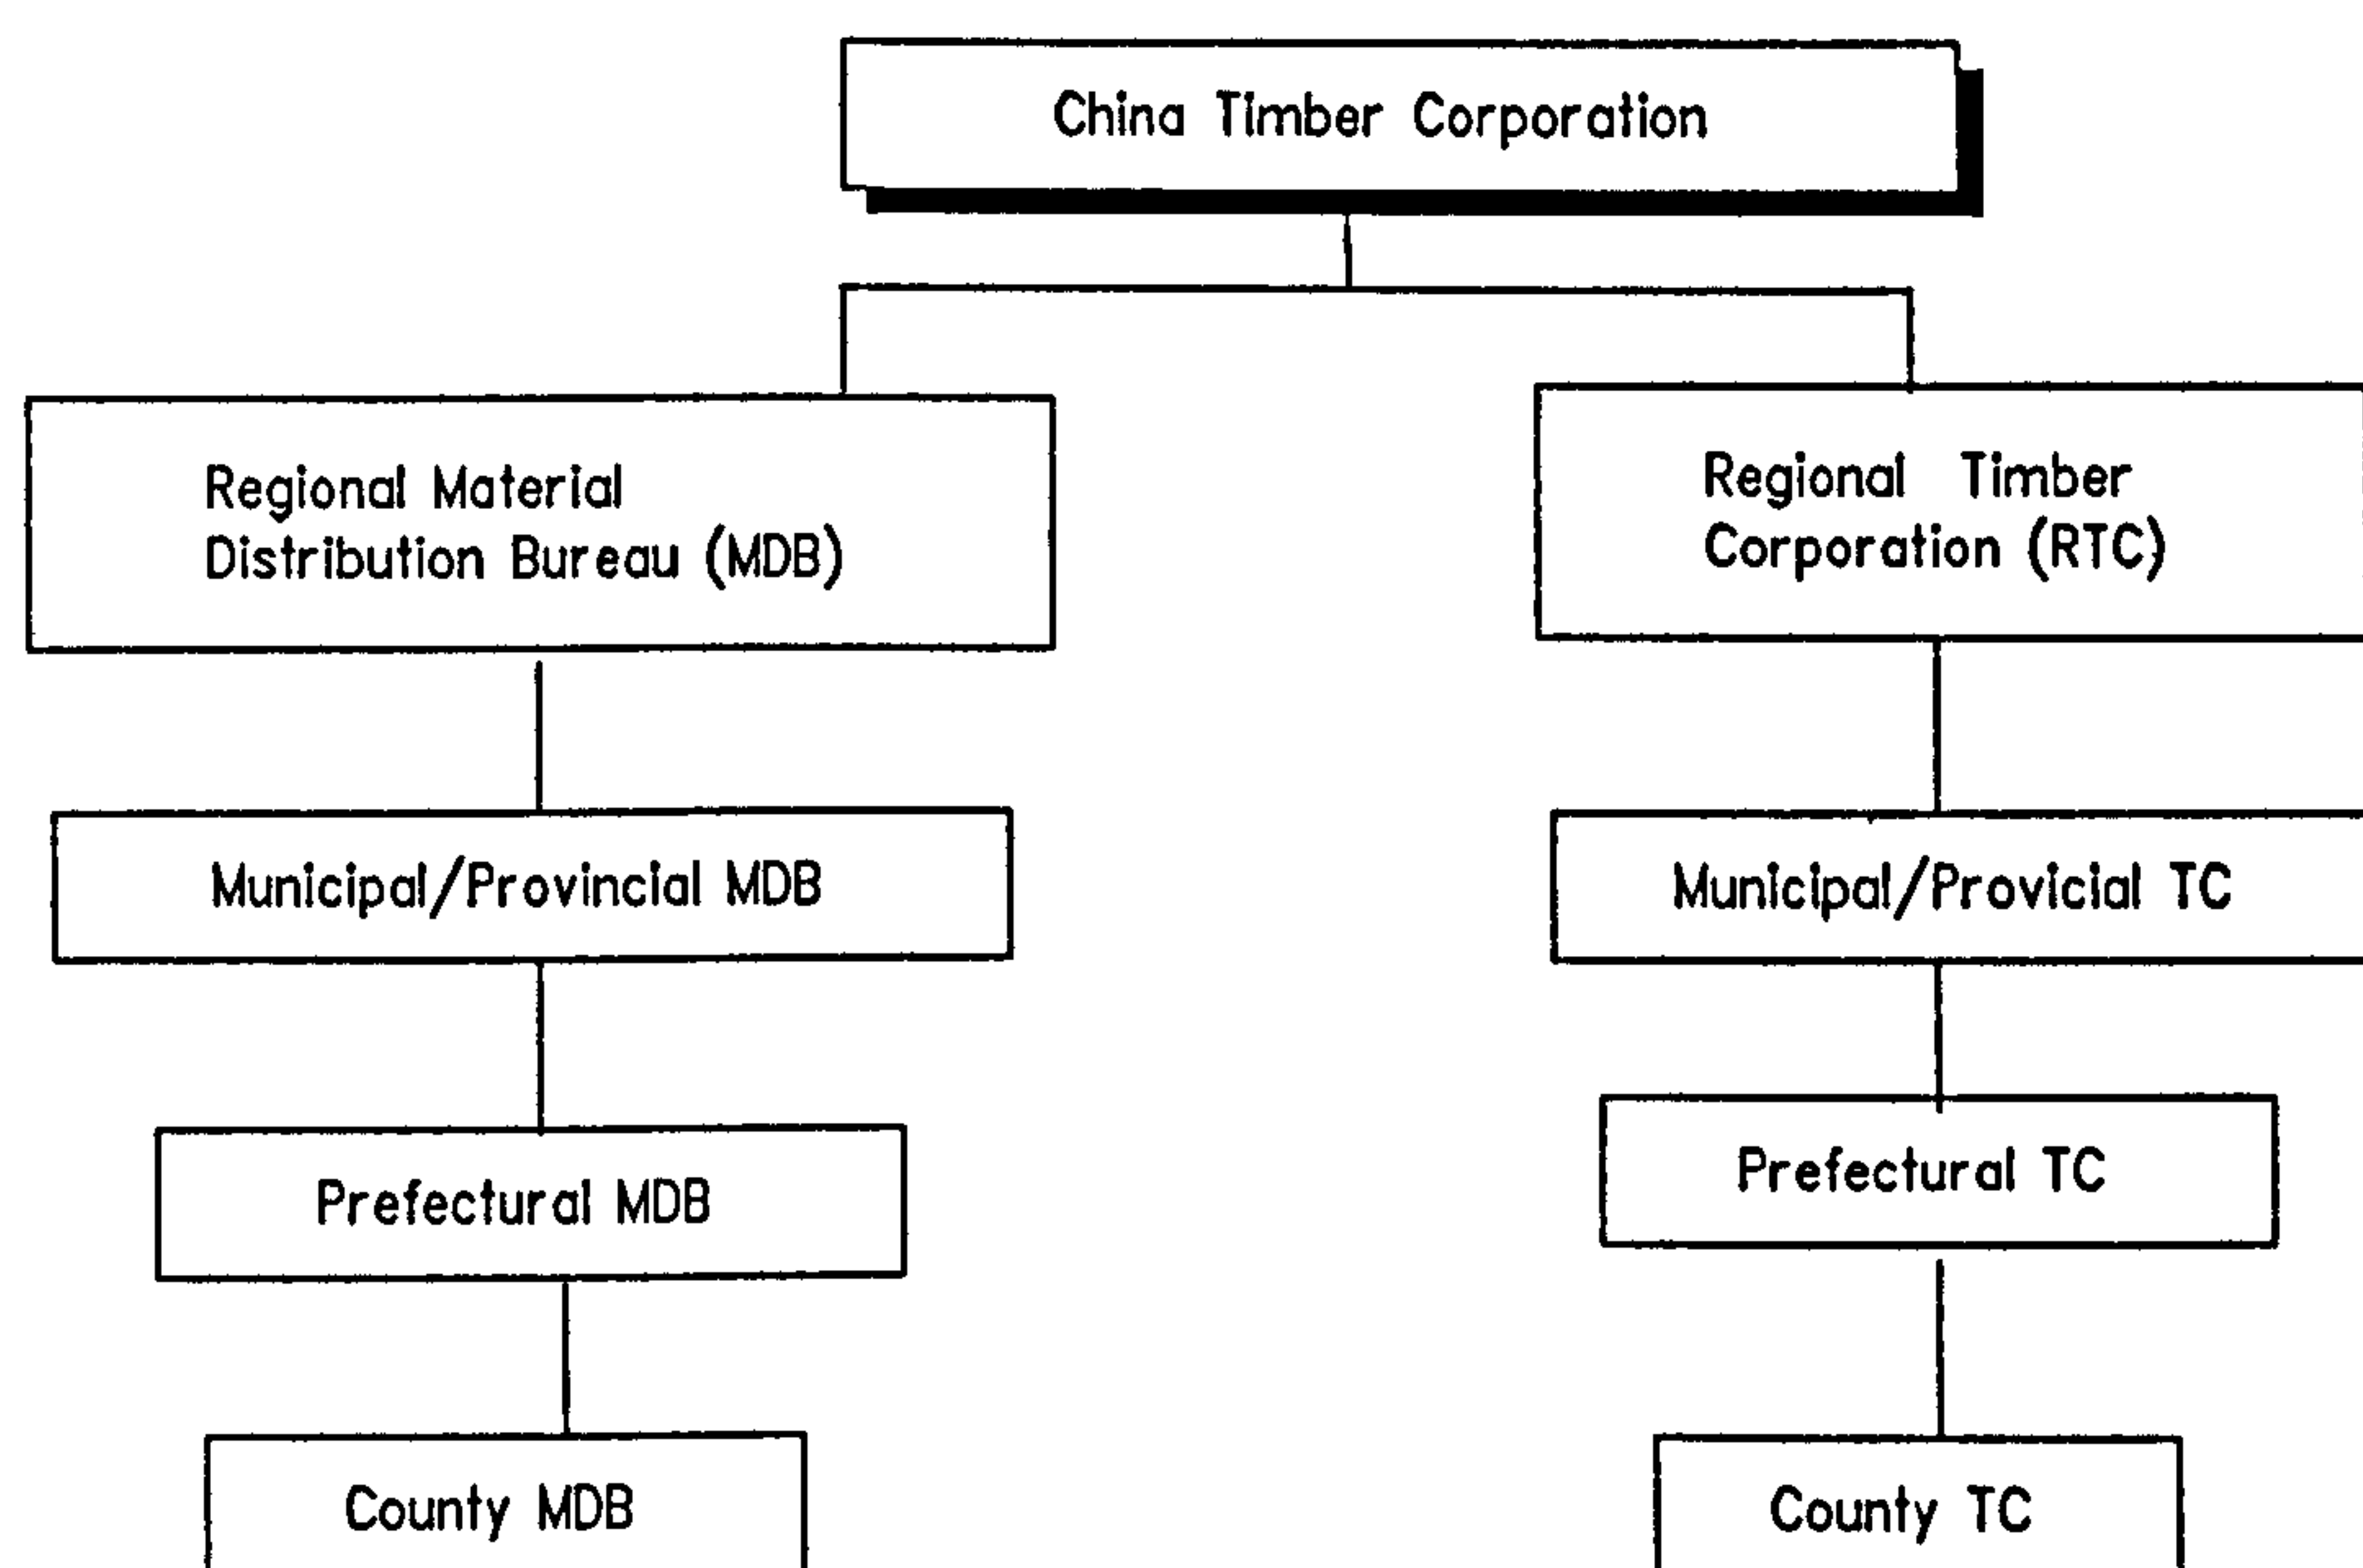 China Timber Corporation
Regional Material
Distribution Bureau (MDB)
Regional Timber
Corporation (RTC)
Municipal/Provincial MDB
Municipal/Provicial TC
Prefectural MDB
Prefectural TC
County MDB
County TC